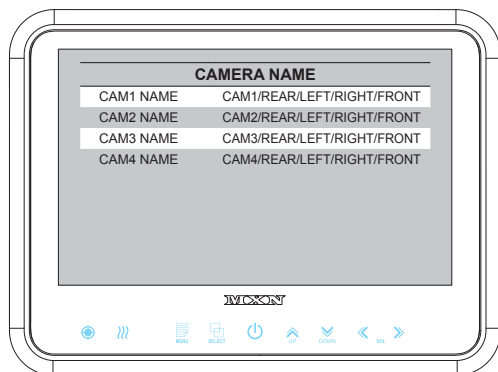 CAMERA NAME
CAM1 NAME CAM1/REAR/LEFT/RIGHT/FRONT
CAM2 NAME CAM2/REAR/LEFT/RIGHT/FRONT
CAM3 NAME CAM3/REAR/LEFT/RIGHT/FRONT
CAM4 NAME CAM4/REAR/LEFT/RIGHT/FRONT
MXN
MENU SELECT UP DOWN VOL